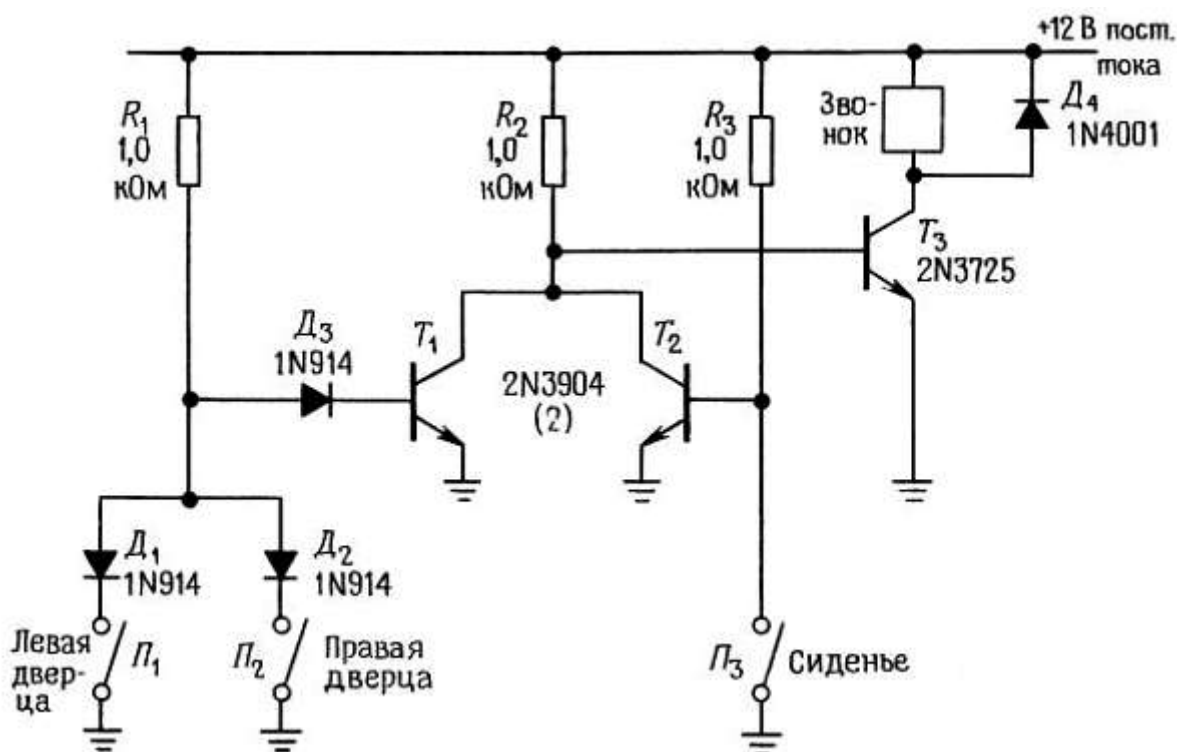 +12 В пост.
тока
R1
1,0
кОм
R2
1,0
кОм
R3
1,0
кОм
Зво-
нок
Д4
1N4001
T3
2N3725
Д3
1N914
T1
T2
2N3904
(2)
Д1
1N914
Д2
1N914
Левая
двер-
ца
П1
П2
Правая
дверца
П3
Сиденье